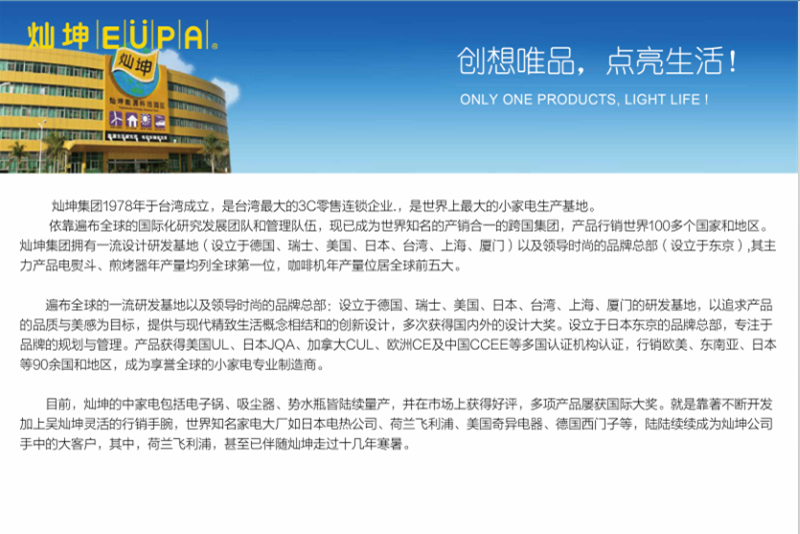 灿坤 EUPA®
创想唯品，点亮生活！
ONLY ONE PRODUCTS, LIGHT LIFE !
灿坤
灿坤集团1978年于台湾成立，是台湾最大的3C零售连锁企业.，是世界上最大的小家电生产基地。
依靠遍布全球的国际化研究发展团队和管理队伍，现已成为世界知名的产销合一的跨国集团，产品行销世界100多个国家和地区。
灿坤集团拥有一流设计研发基地（设立于德国、瑞士、美国、日本、台湾、上海、厦门）以及领导时尚的品牌总部（设立于东京）,其主
力产品电熨斗、煎烤器年产量均列全球第一位，咖啡机年产量位居全球前五大。
遍布全球的一流研发基地以及领导时尚的品牌总部：设立于德国、瑞士、美国、日本、台湾、上海、厦门的研发基地，以追求产品
的品质与美感为目标，提供与现代精致生活概念相结和的创新设计，多次获得国内外的设计大奖。设立于日本东京的品牌总部，专注于
品牌的规划与管理。产品获得美国UL、日本JQA、加拿大CUL、欧洲CE及中国CCEE等多国认证机构认证，行销欧美、东南亚、日本
等90余国和地区，成为享誉全球的小家电专业制造商。
目前，灿坤的中家电包括电子锅、吸尘器、势水瓶皆陆续量产，并在市场上获得好评，多项产品屡获国际大奖。就是靠著不断开发
加上吴灿坤灵活的行销手腕，世界知名家电大厂如日本电热公司、荷兰飞利浦、美国奇异电器、德国西门子等，陆陆续续成为灿坤公司
手中的大客户，其中，荷兰飞利浦，甚至已伴随灿坤走过十几年寒暑。